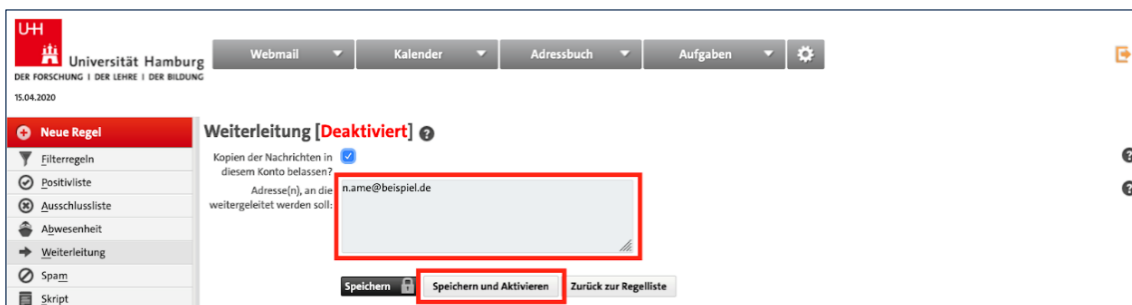 UH
Universität Hamburg
DER FORSCHUNG | DER LEHRE | DER BILDUNG
Webmail
Kalender
Adressbuch
Aufgaben
15.04.2020
Neue Regel
Filterregeln
Positivliste
Ausschlussliste
Abwesenheit
Weiterleitung
Spam
Skript
Weiterleitung [Deaktiviert]
Kopien der Nachrichten in
diesem Konto belassen?
Adresse(n), an die
weitergeleitet werden soll:
n.ame@beispiel.de
Speichern
Speichern und Aktivieren
Zurück zur Regelliste